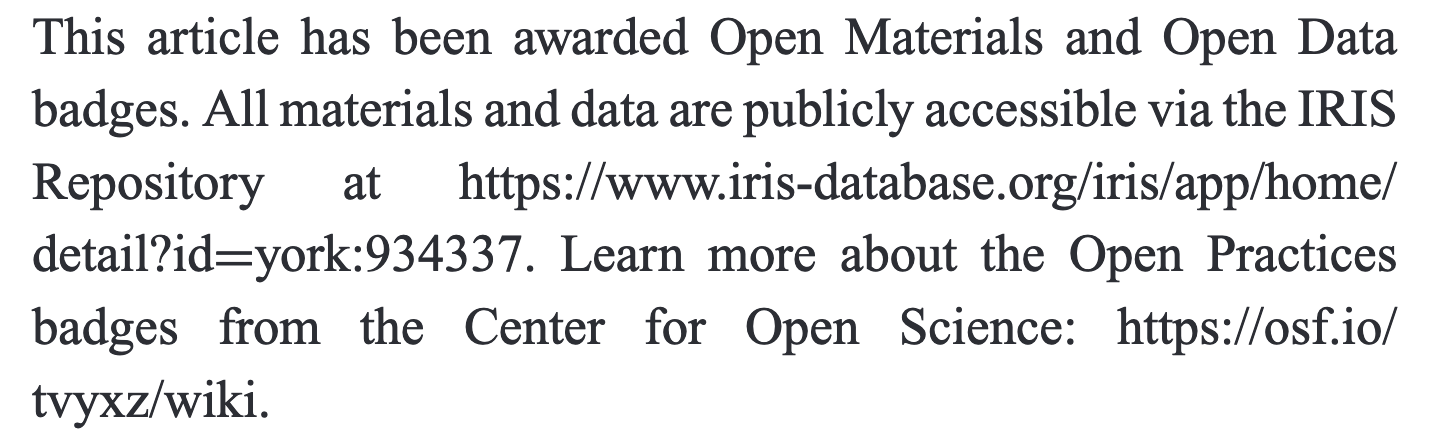 This article has been awarded Open Materials and Open Data
badges. All materials and data are publicly accessible via the IRIS
Repository at https://www.iris-database.org/iris/app/home/
detail?id=york:934337. Learn more about the Open Practices
badges from the Center for Open Science: https://osf.io/
tvyxz/wiki.